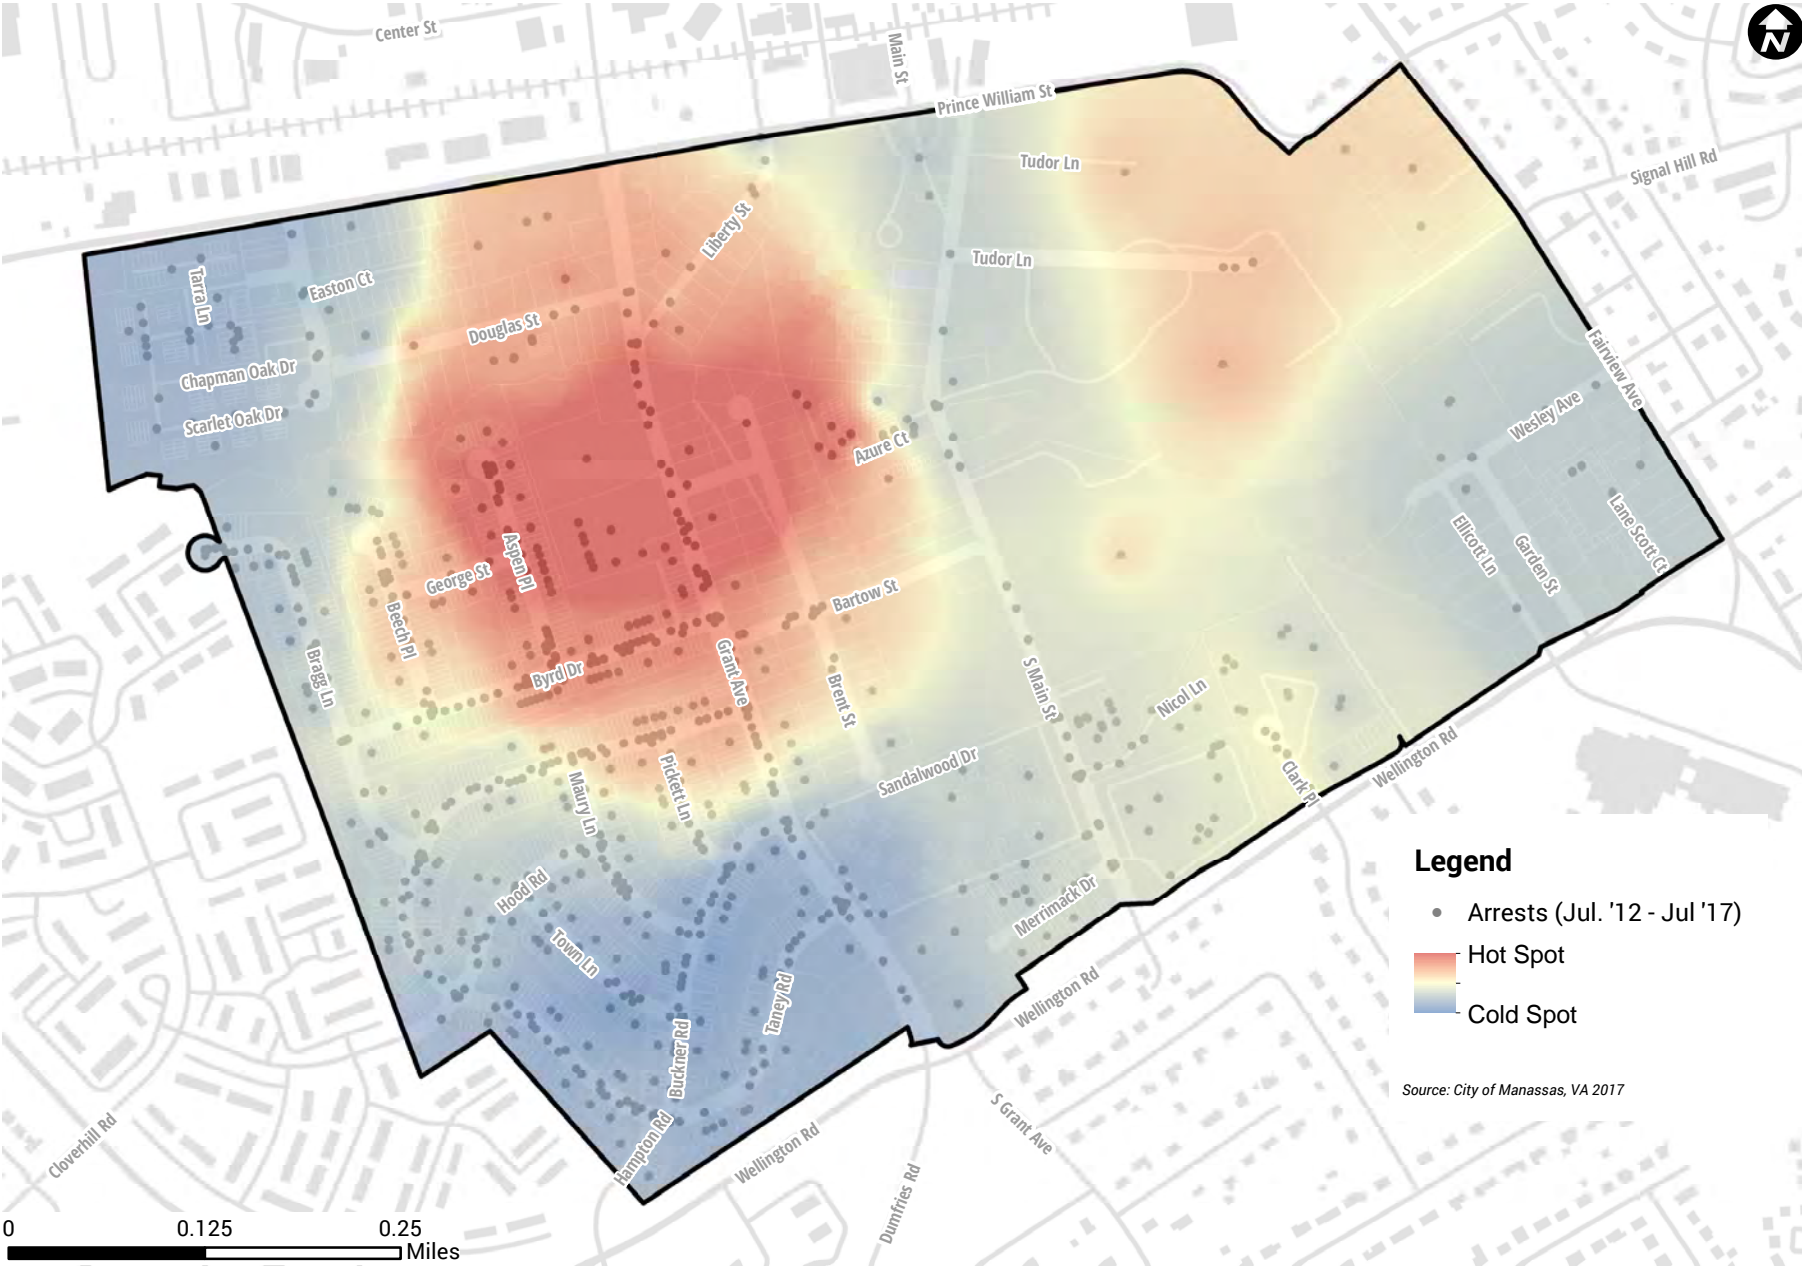 N
Center St
Main St
Prince William St
Tudor Ln
Signal Hill Rd
Liberty St
Tudor Ln
Tarra Ln
Easton Ct
Douglas St
Chapman Oak Dr
Scarlet Oak Dr
Fairview Ave
Wesley Ave
Azure Ct
Ellicott Ln
Garden St
Lane Scott Ct
George St
Aspen Pl
Beech Pl
Bartow St
Bragg Ln
Byrd Dr
Grant Ave
Brent St
S Main St
Nicol Ln
Maury Ln
Pickett Ln
Sandalwood Dr
Clark Pl
Wellington Rd
Hood Rd
Town Ln
Merrimack Dr
Taney Rd
Wellington Rd
Buckner Rd
Hampton Rd
Wellington Rd
S Grant Ave
Dumfries Rd
Cloverhill Rd
Legend
Arrests (Jul. '12 - Jul '17)
Hot Spot
Cold Spot
Source: City of Manassas, VA 2017
0 0.125 0.25
Miles